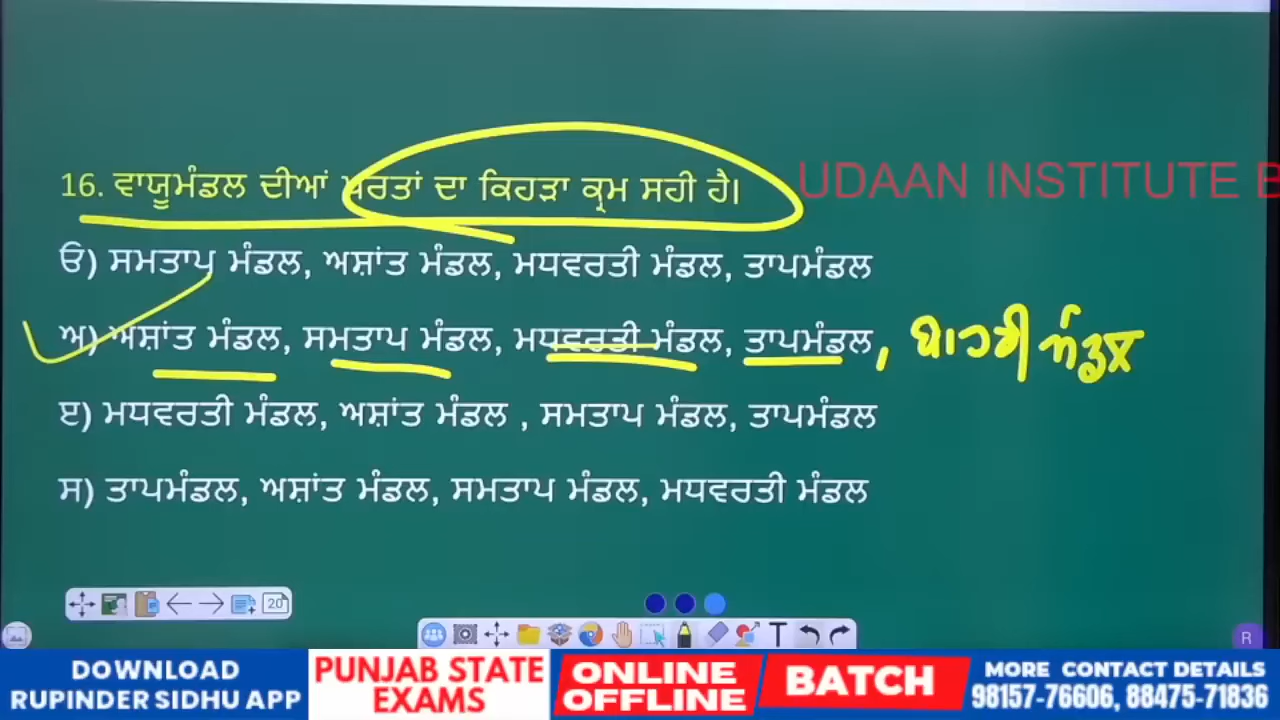 16. ਵਾਯੂਮੰਡਲ ਦੀਆਂ ਪਰਤਾਂ ਦਾ ਕਿਹੜਾ ਕ੍ਰਮ ਸਹੀ ਹੈ।
UDAAN INSTITUTE B
ੳ) ਸਮਤਾਪ ਮੰਡਲ, ਅਸ਼ਾਂਤ ਮੰਡਲ, ਮਧਵਰਤੀ ਮੰਡਲ, ਤਾਪਮੰਡਲ
ਅ) ਅਸ਼ਾਂਤ ਮੰਡਲ, ਸਮਤਾਪ ਮੰਡਲ, ਮਧਵਰਤੀ ਮੰਡਲ, ਤਾਪਮੰਡਲ, ਬਾਹਰੀ ਮੰਡਲ
ੲ) ਮਧਵਰਤੀ ਮੰਡਲ, ਅਸ਼ਾਂਤ ਮੰਡਲ , ਸਮਤਾਪ ਮੰਡਲ, ਤਾਪਮੰਡਲ
ਸ) ਤਾਪਮੰਡਲ, ਅਸ਼ਾਂਤ ਮੰਡਲ, ਸਮਤਾਪ ਮੰਡਲ, ਮਧਵਰਤੀ ਮੰਡਲ
20
T
R
DOWNLOAD
RUPINDER SIDHU APP
PUNJAB STATE
EXAMS
ONLINE
OFFLINE
BATCH
MORE CONTACT DETAILS
98157-76606, 88475-71836